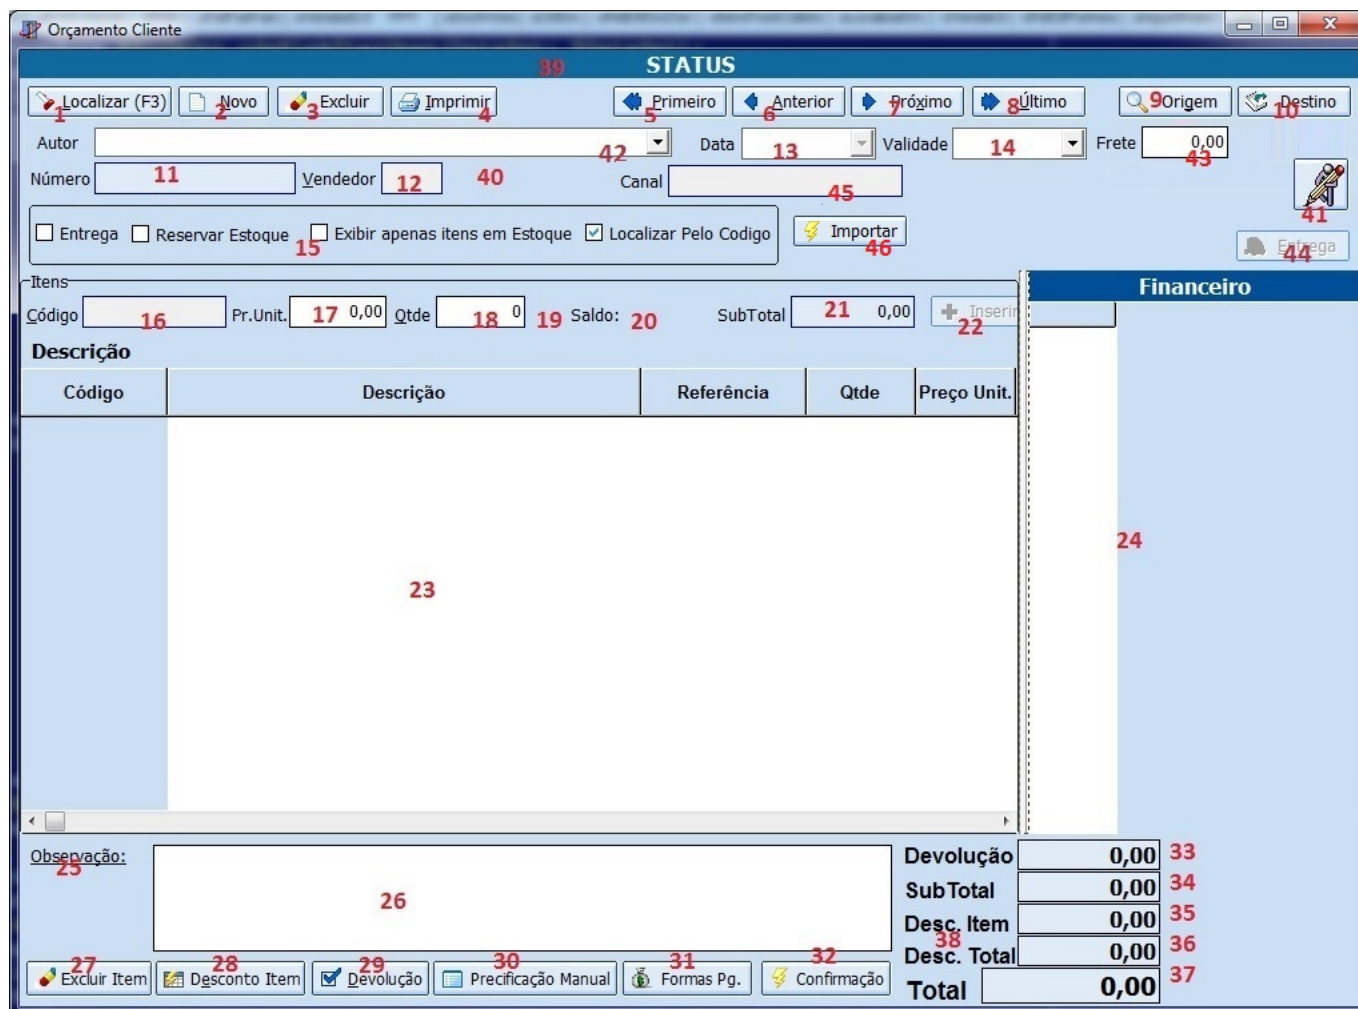 Orçamento Cliente
39 STATUS
Localizar (F3) Novo Excluir Imprimir Primeiro Anterior Próximo Último Origem Destino
1 2 3 4 5 6 7 8 9 10
Autor 42 Data 13 Validade 14 Frete 0,00
43
Número 11 Vendedor 12 40 Canal 45
41
Entrega Reservar Estoque 15 Exibir apenas itens em Estoque Localizar Pelo Codigo Importar
46
Entrega
44
Itens
Código 16 Pr.Unit. 17 0,00 Qtde 18 0 19 Saldo: 20 SubTotal 21 0,00 Inserir
22
Financeiro
Descrição
Código Descrição Referência Qtde Preço Unit.
23
24
Observação:
25
26
Devolução 0,00 33
SubTotal 0,00 34
Desc. Item 0,00 35
38
Desc. Total 0,00 36
Total 0,00 37
27 28 29 30 31 32
Excluir Item Desconto Item Devolução Precificação Manual Formas Pg. Confirmação